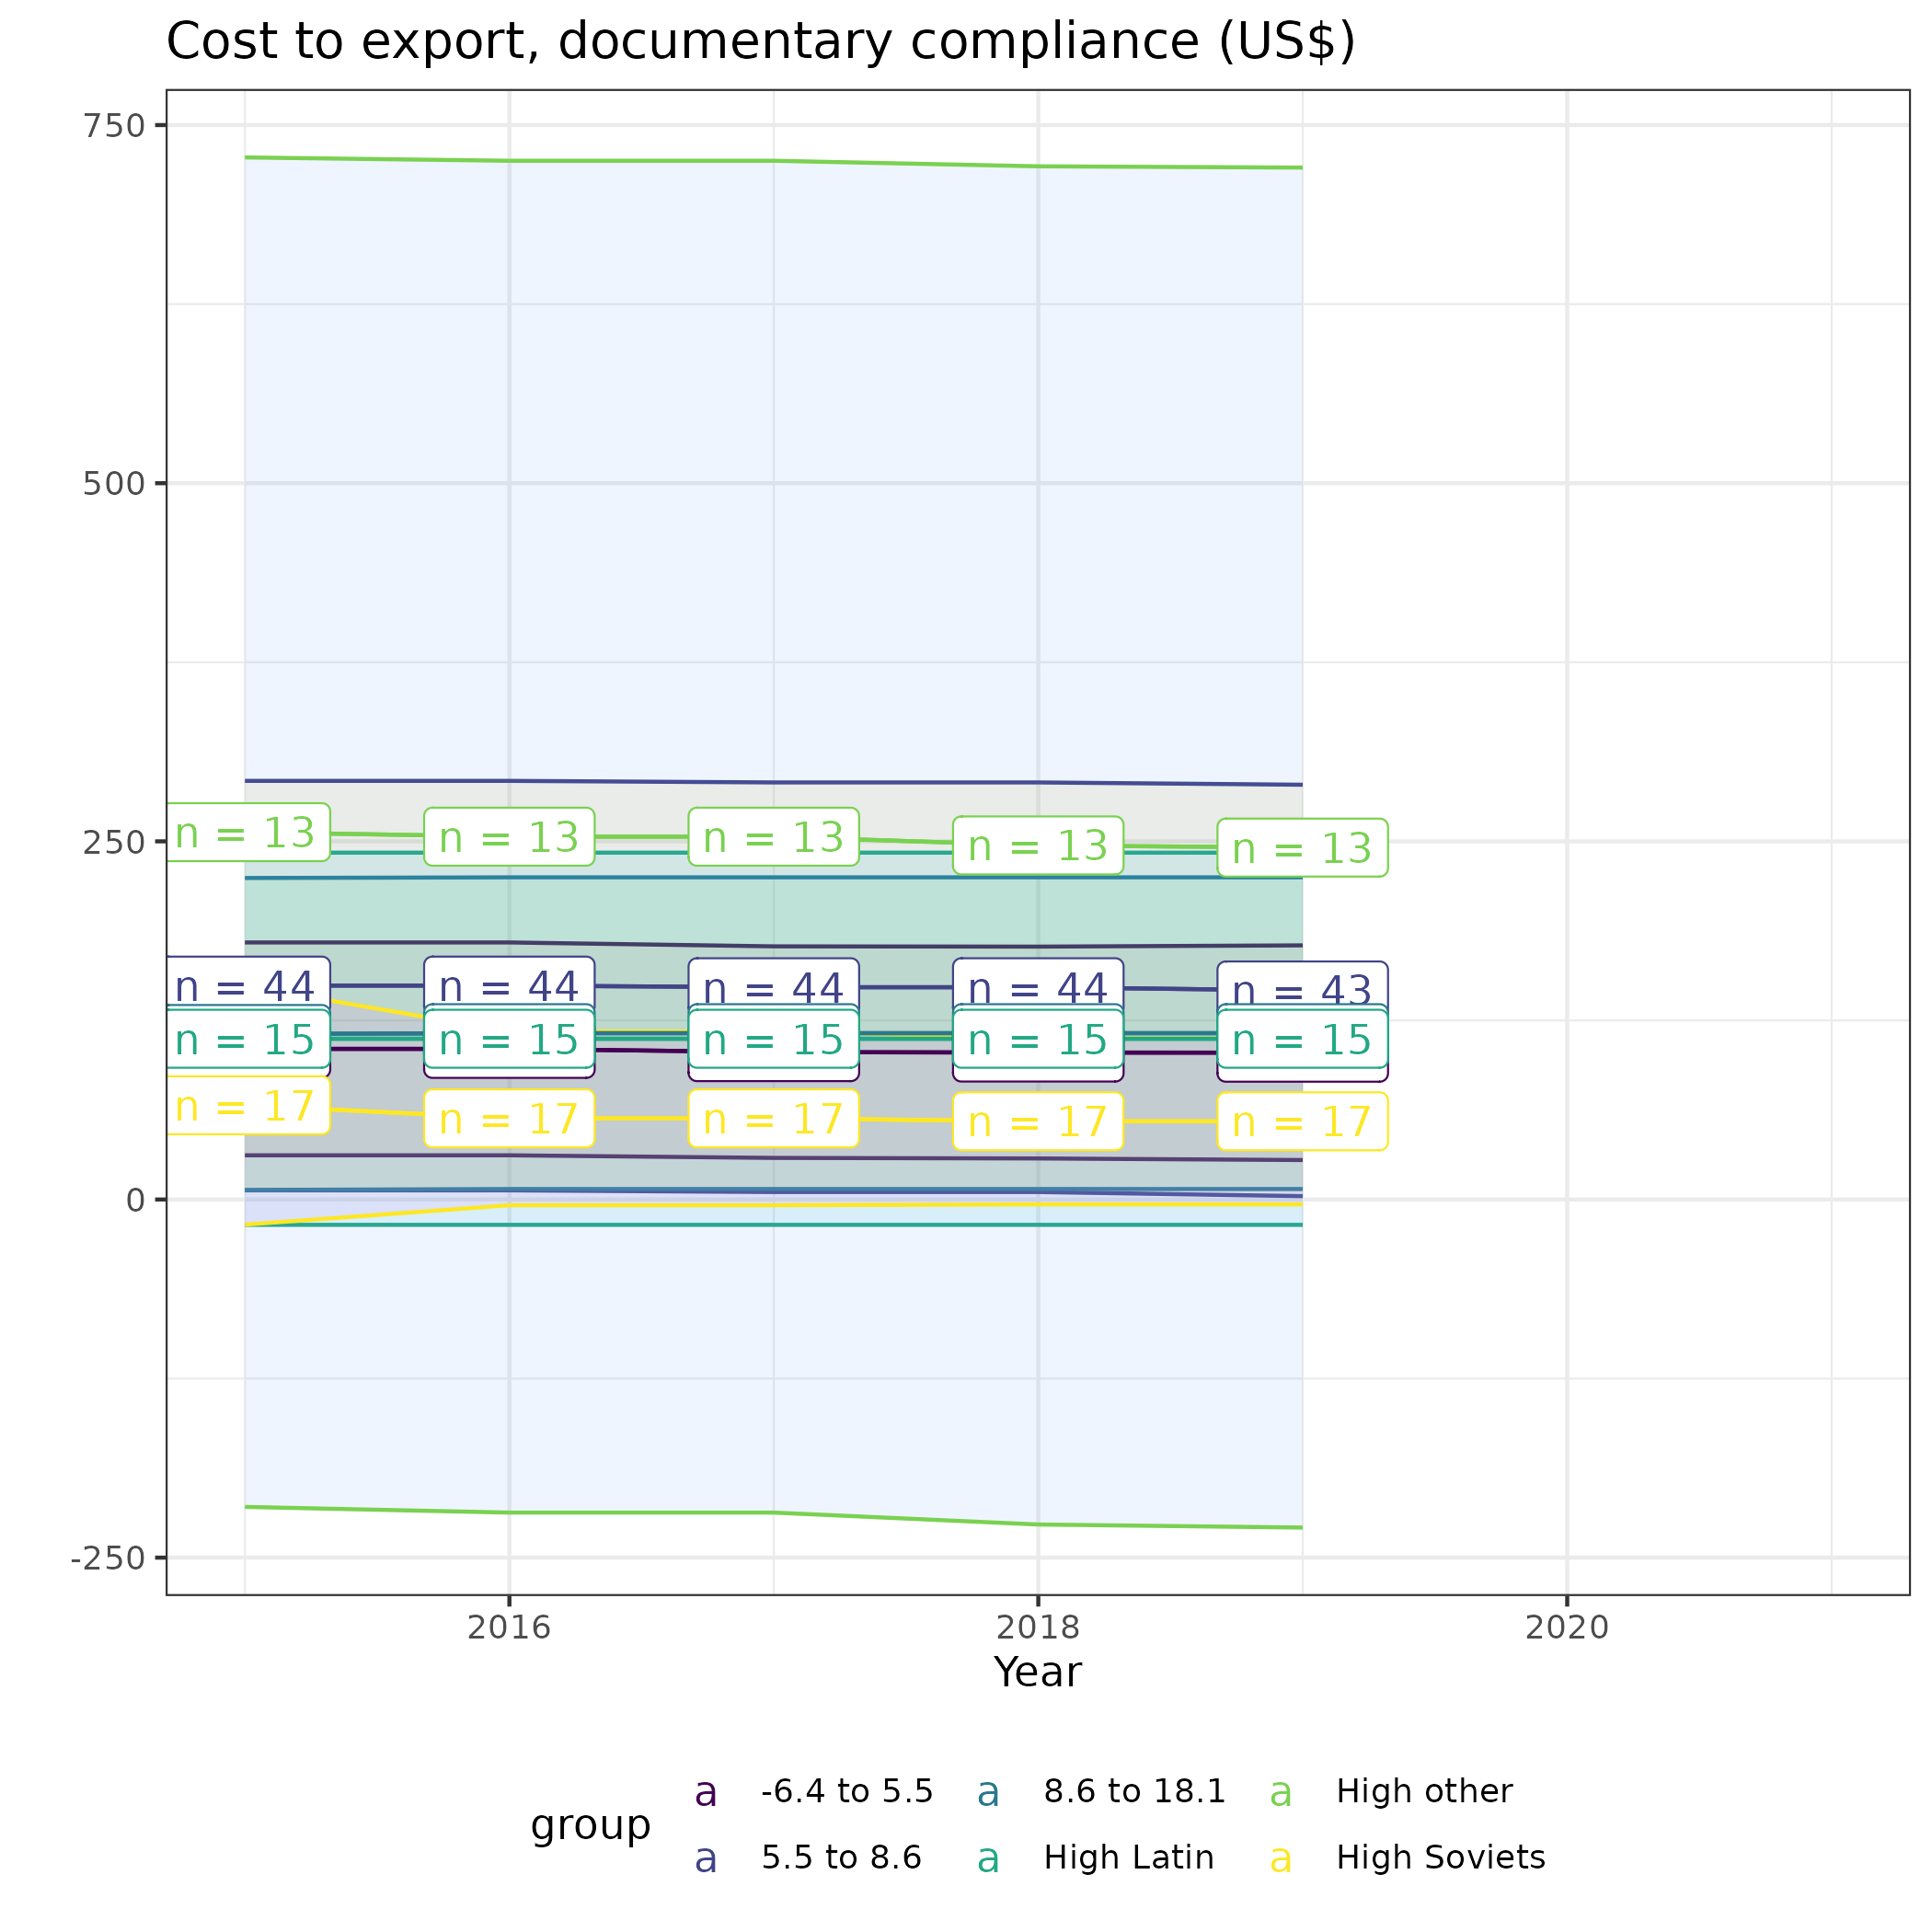 Cost to export, documentary compliance (US$)
750
500
250
0
-250
n = 13 n = 13 n = 13 n = 13 n = 13
n = 44 n = 44 n = 44 n = 44 n = 43
n = 15 n = 15 n = 15 n = 15 n = 15
n = 17 n = 17 n = 17 n = 17 n = 17
2016 2018 2020
Year
group
a -6.4 to 5.5 a 8.6 to 18.1 a High other
a 5.5 to 8.6 a High Latin a High Soviets